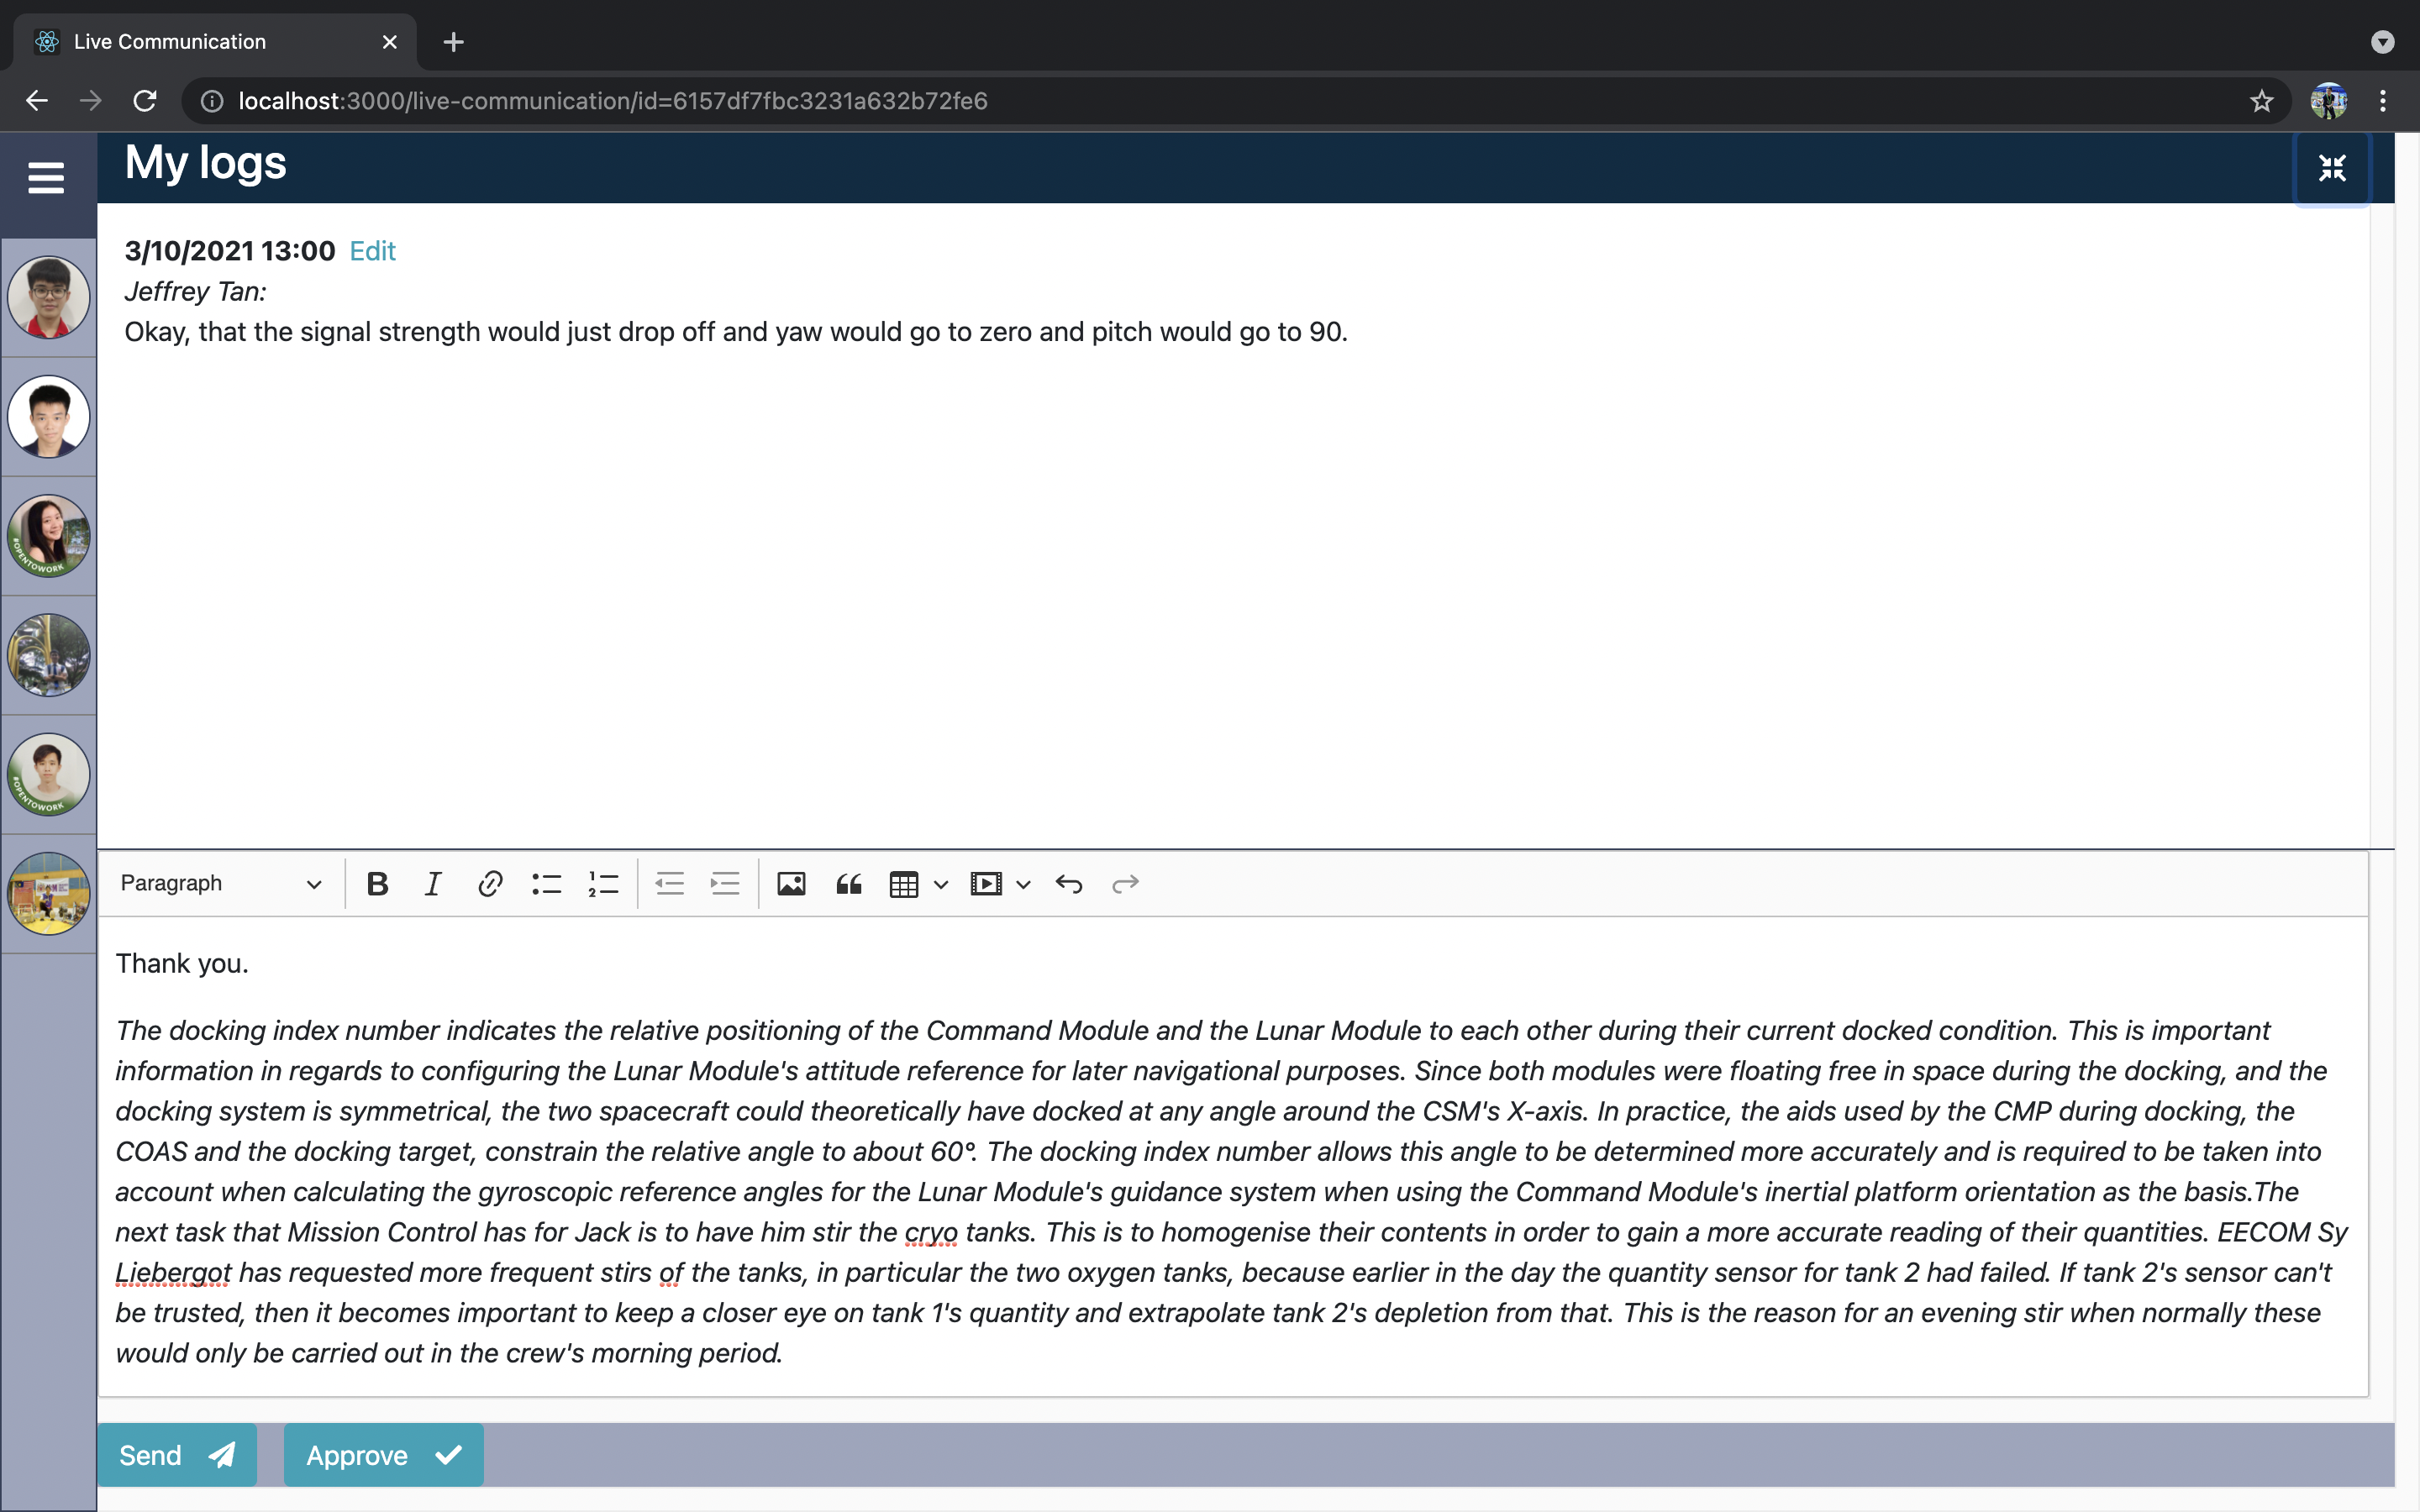 Live Communication
localhost:3000/live-communication/id=6157df7fbc3231a632b72fe6
My logs
3/10/2021 13:00 Edit
Jeffrey Tan:
Okay, that the signal strength would just drop off and yaw would go to zero and pitch would go to 90.
#OPENTOWORK
#OPENTOWORK
Paragraph
Thank you.
The docking index number indicates the relative positioning of the Command Module and the Lunar Module to each other during their current docked condition. This is important
information in regards to configuring the Lunar Module's attitude reference for later navigational purposes. Since both modules were floating free in space during the docking, and the
docking system is symmetrical, the two spacecraft could theoretically have docked at any angle around the CSM's X-axis. In practice, the aids used by the CMP during docking, the
COAS and the docking target, constrain the relative angle to about 60°. The docking index number allows this angle to be determined more accurately and is required to be taken into
account when calculating the gyroscopic reference angles for the Lunar Module's guidance system when using the Command Module's inertial platform orientation as the basis.The
next task that Mission Control has for Jack is to have him stir the cryo tanks. This is to homogenise their contents in order to gain a more accurate reading of their quantities. EECOM Sy
Liebergot has requested more frequent stirs of the tanks, in particular the two oxygen tanks, because earlier in the day the quantity sensor for tank 2 had failed. If tank 2's sensor can't
be trusted, then it becomes important to keep a closer eye on tank 1's quantity and extrapolate tank 2's depletion from that. This is the reason for an evening stir when normally these
would only be carried out in the crew's morning period.
Send
Approve